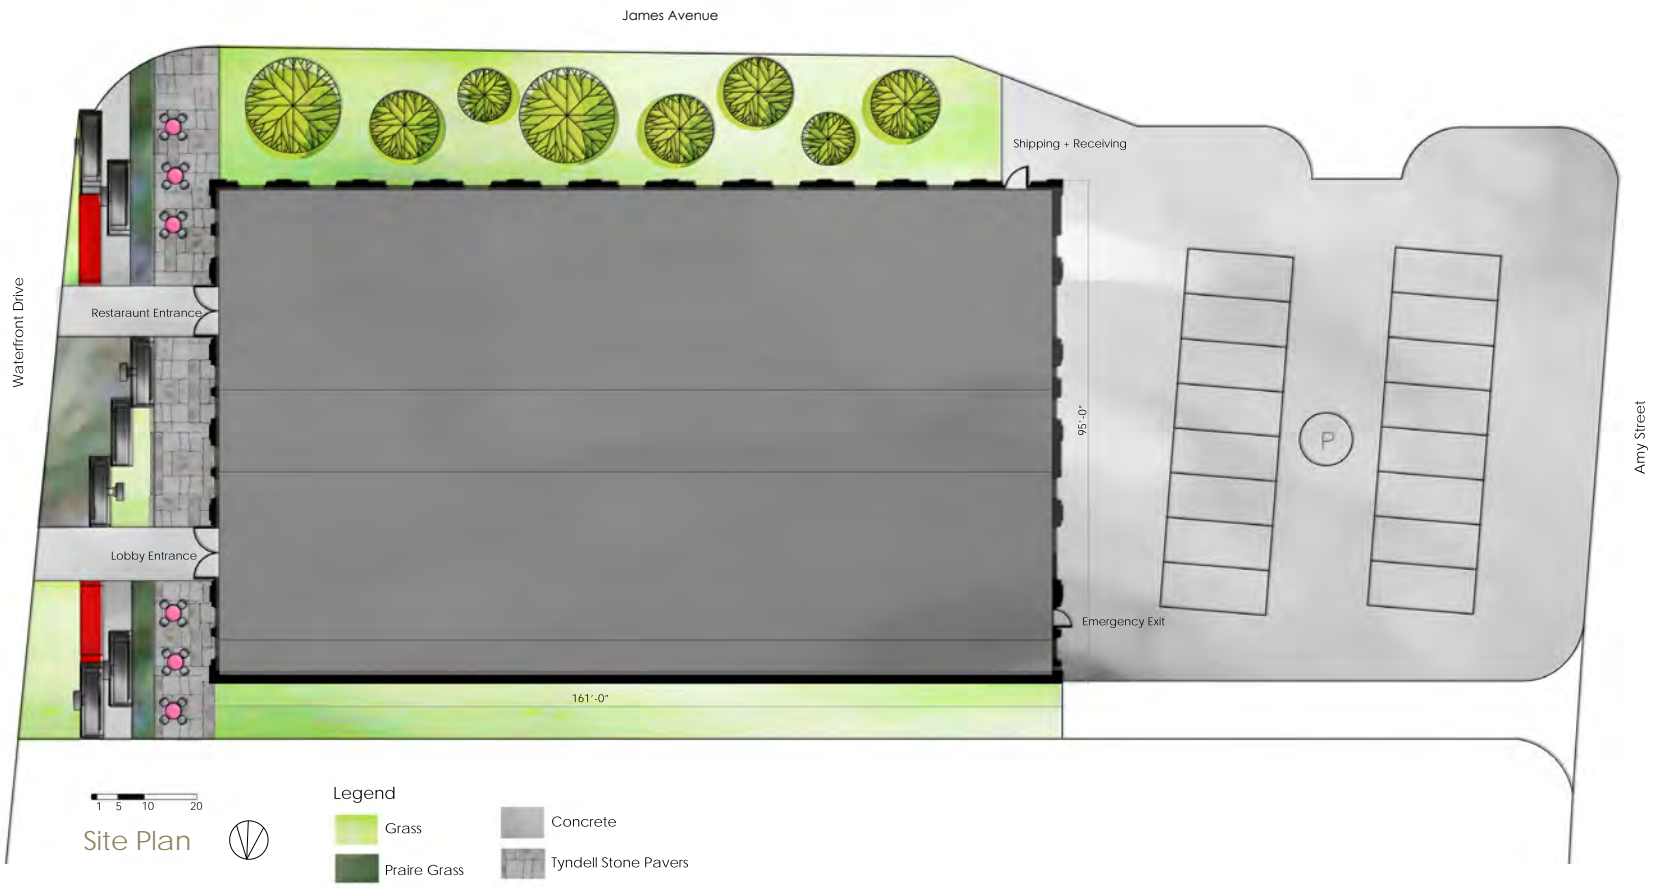 James Avenue
Shipping + Receiving
Waterfront Drive
Restaraunt Entrance
95'-0"
P
Amy Street
Lobby Entrance
Emergency Exit
161'-0"
1 5 10 20
Site Plan
Legend
Grass
Concrete
Praire Grass
Tyndell Stone Pavers